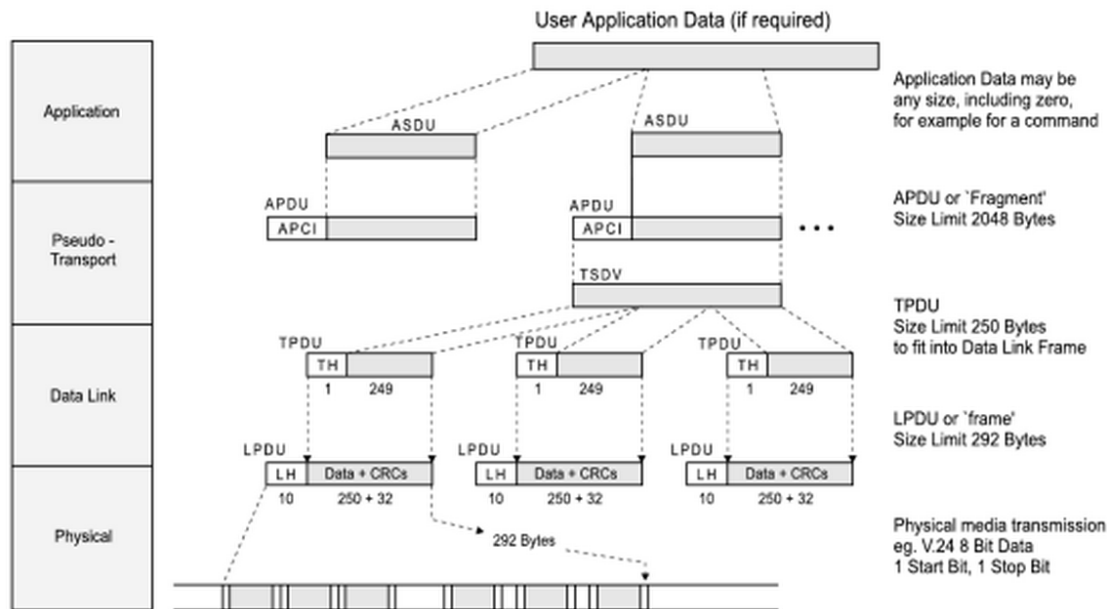 User Application Data (if required)
Application
Application Data may be
any size, including zero,
for example for a command
ASDU
ASDU
APDU
APCI
APDU
APCI
APDU or `Fragment'
Size Limit 2048 Bytes
Pseudo -
Transport
TSDV
TPDU
Size Limit 250 Bytes
to fit into Data Link Frame
TPDU
TH
1 249
TPDU
TH
1 249
TPDU
TH
1 249
Data Link
LPDU or `frame'
Size Limit 292 Bytes
LPDU
LH Data + CRCs
10 250 + 32
LPDU
LH Data + CRCs
10 250 + 32
LPDU
LH Data + CRCs
10 250 + 32
Physical
292 Bytes
Physical media transmission
eg. V.24 8 Bit Data
1 Start Bit, 1 Stop Bit